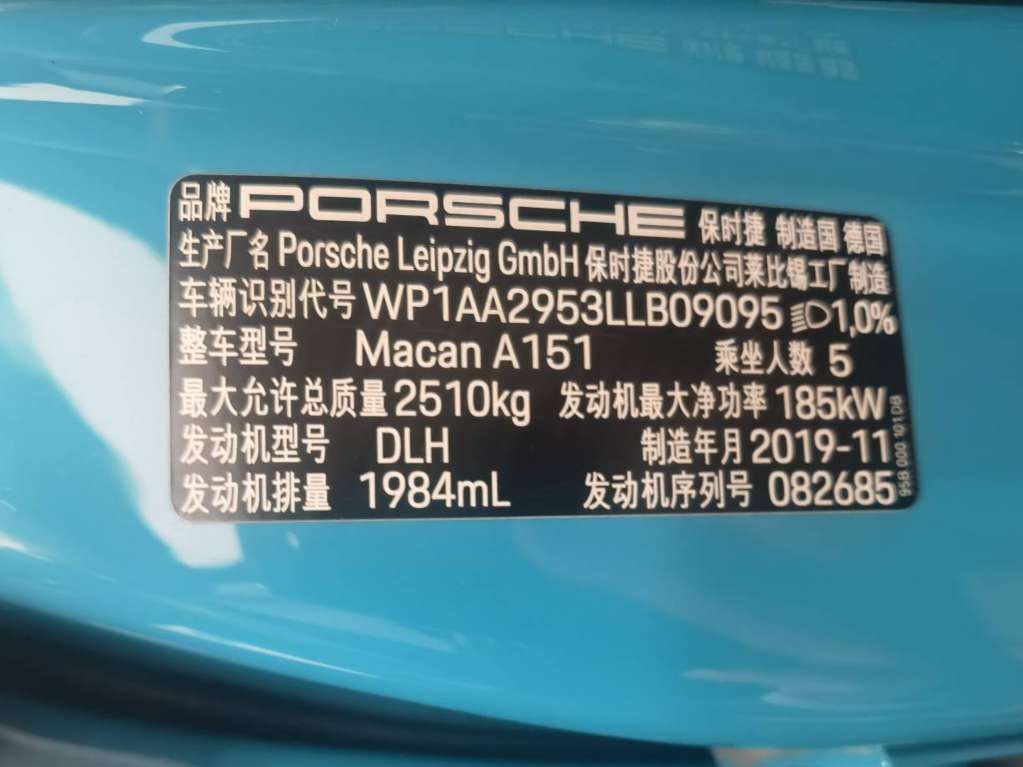 品牌 PORSCHE 保时捷 制造国 德国
生产厂名 Porsche Leipzig GmbH 保时捷股份公司莱比锡工厂制造
车辆识别代号 WP1AA2953LLB09095 1,0%
整车型号 Macan A151 乘坐人数 5
最大允许总质量 2510kg 发动机最大净功率 185kW
发动机型号 DLH 制造年月 2019-11
发动机排量 1984mL 发动机序列号 082685